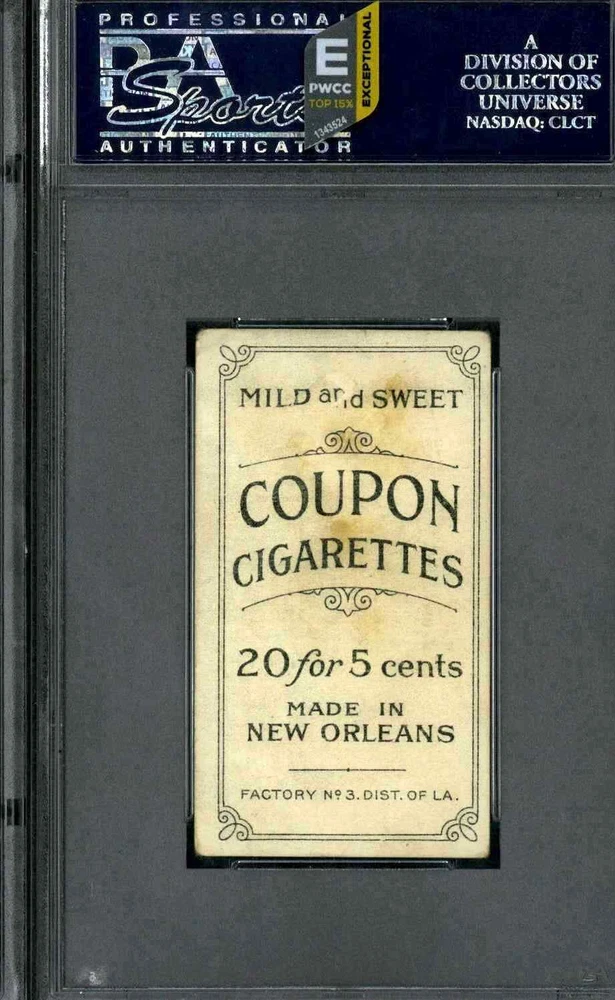 PROFESSIONAL
PSA
Sports
AUTHENTICATOR
E
PWCC
TOP 15%
EXCEPTIONAL
1343524
A
DIVISION OF
COLLECTORS
UNIVERSE
NASDAQ: CLCT
MILD and SWEET
COUPON
CIGARETTES
20 for 5 cents
MADE IN
NEW ORLEANS
FACTORY Nº 3. DIST. OF LA.